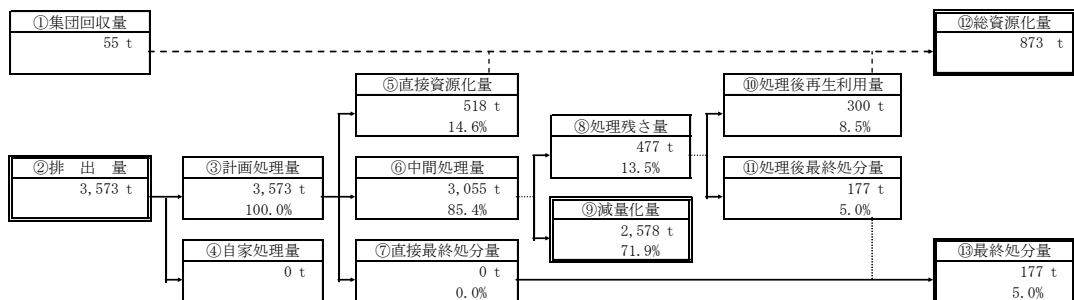 ①集団回収量
55 t
⑫総資源化量
873 t
⑤直接資源化量
518 t
14.6%
⑩処理後再生利用量
300 t
8.5%
⑧処理残さ量
477 t
13.5%
②排 出 量
3,573 t
③計画処理量
3,573 t
100.0%
⑥中間処理量
3,055 t
85.4%
⑪処理後最終処分量
177 t
5.0%
⑨減量化量
2,578 t
71.9%
④自家処理量
0 t
⑦直接最終処分量
0 t
0.0%
⑬最終処分量
177 t
5.0%